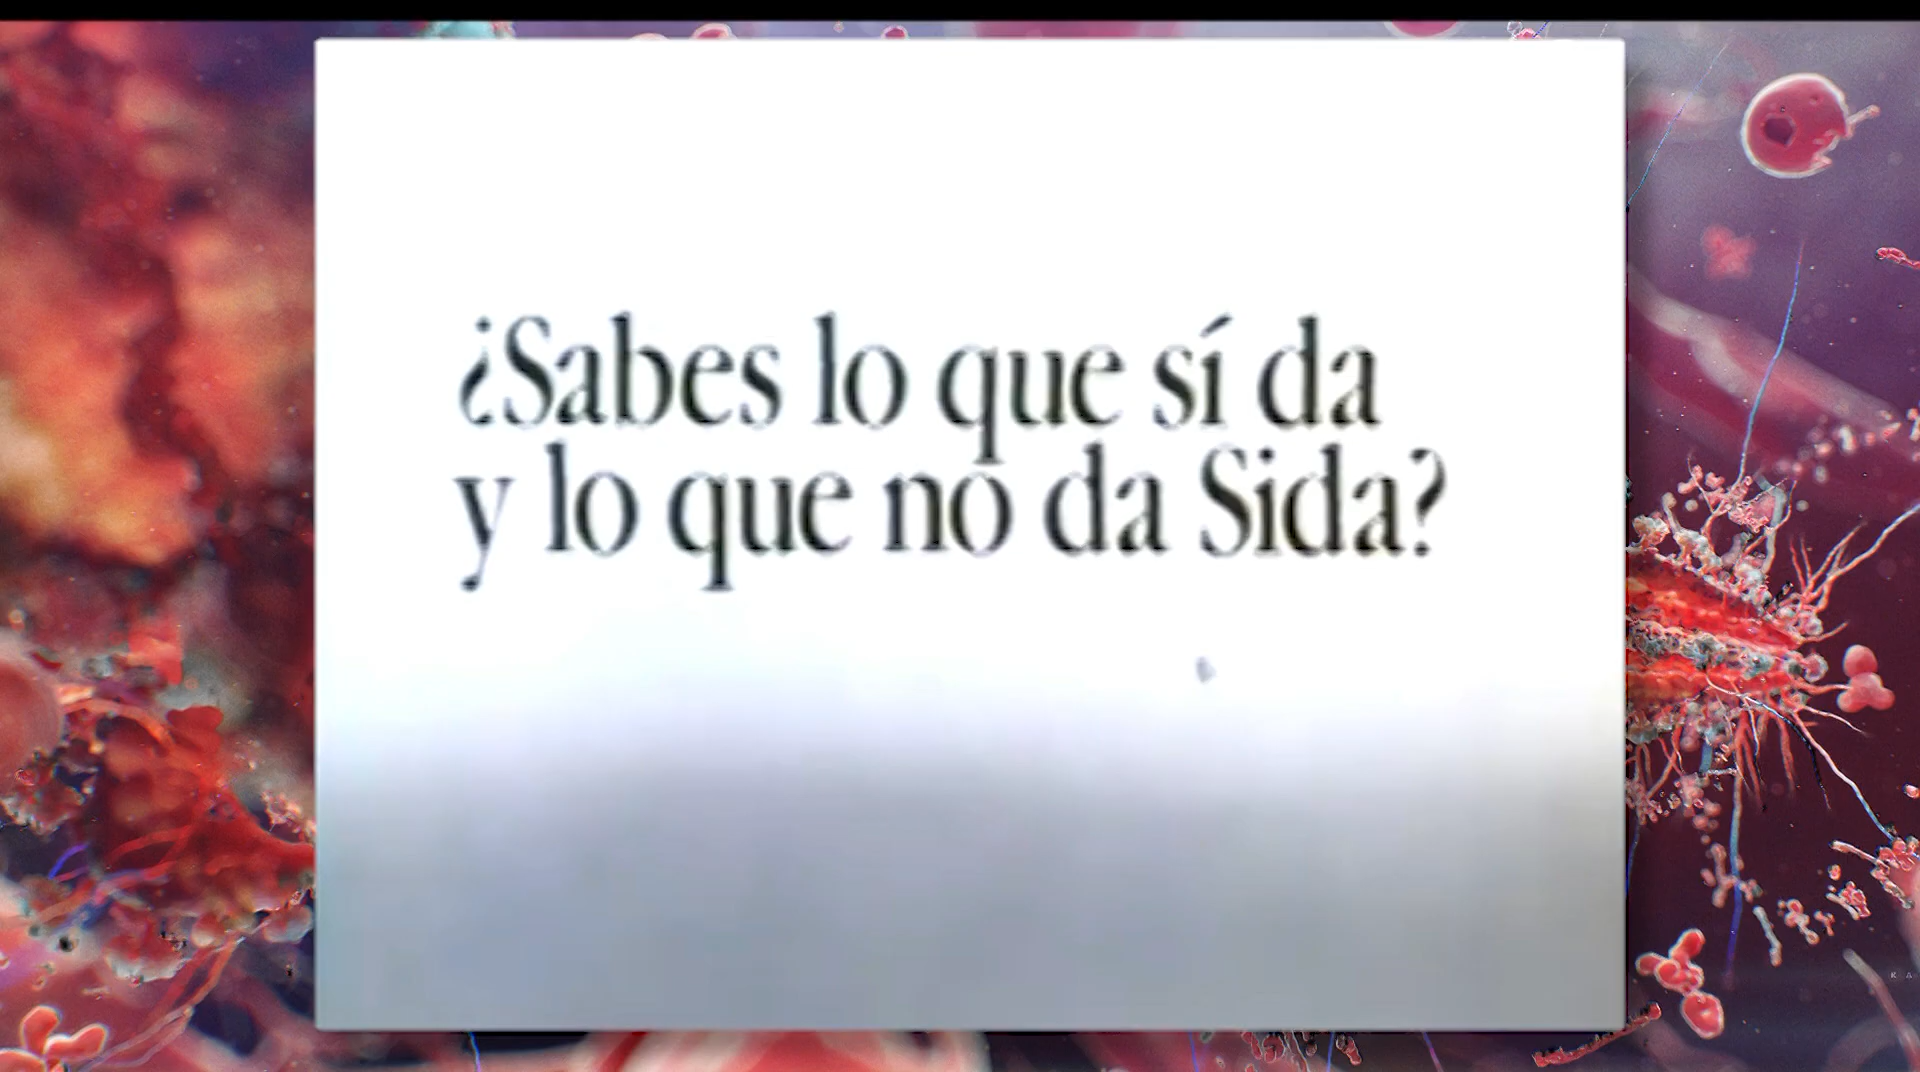 ¿Sabes lo que sí da
y lo que no da Sida?